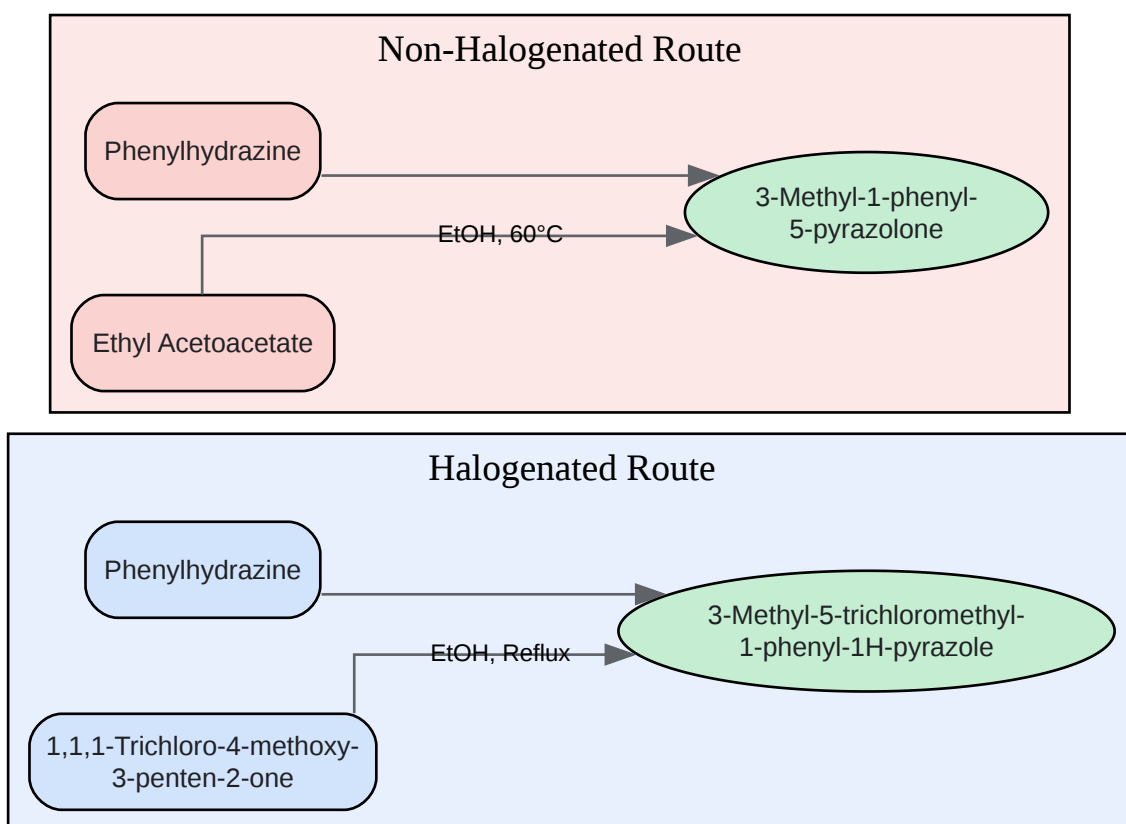 Non-Halogenated Route
Phenylhydrazine
3-Methyl-1-phenyl-
5-pyrazolone
EtOH, 60°C
Ethyl Acetoacetate
Halogenated Route
Phenylhydrazine
3-Methyl-5-trichloromethyl-
1-phenyl-1H-pyrazole
EtOH, Reflux
1,1,1-Trichloro-4-methoxy-
3-penten-2-one